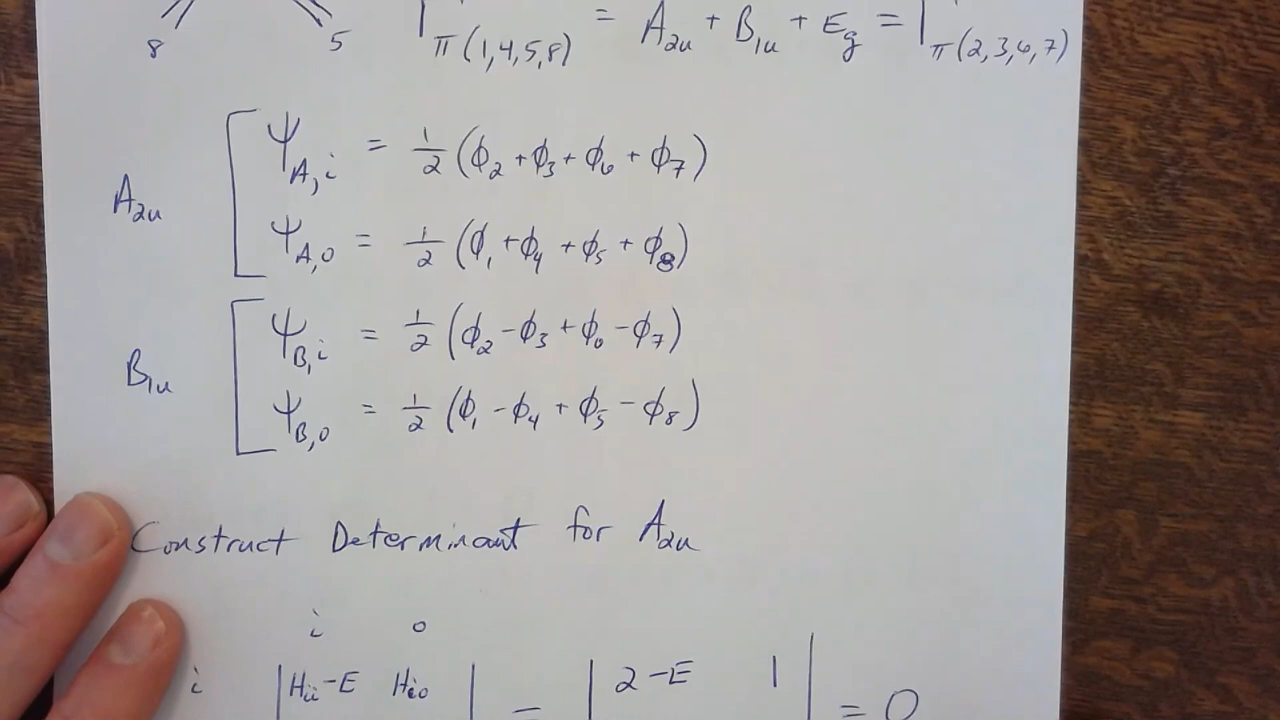 8 5 Γπ(1,4,5,8) = A2u + B1u + Eg = Γπ(2,3,6,7)
ΨA,i = 1/2 (ϕ2 + ϕ3 + ϕ6 + ϕ7)
A2u
ΨA,o = 1/2 (ϕ1 + ϕ4 + ϕ5 + ϕ8)
ΨB,i = 1/2 (ϕ2 - ϕ3 + ϕ6 - ϕ7)
B1u
ΨB,o = 1/2 (ϕ1 - ϕ4 + ϕ5 - ϕ8)
Construct Determinant for A2u
i o
i | Hii - E Hio | = | 2 - E 1 | = 0